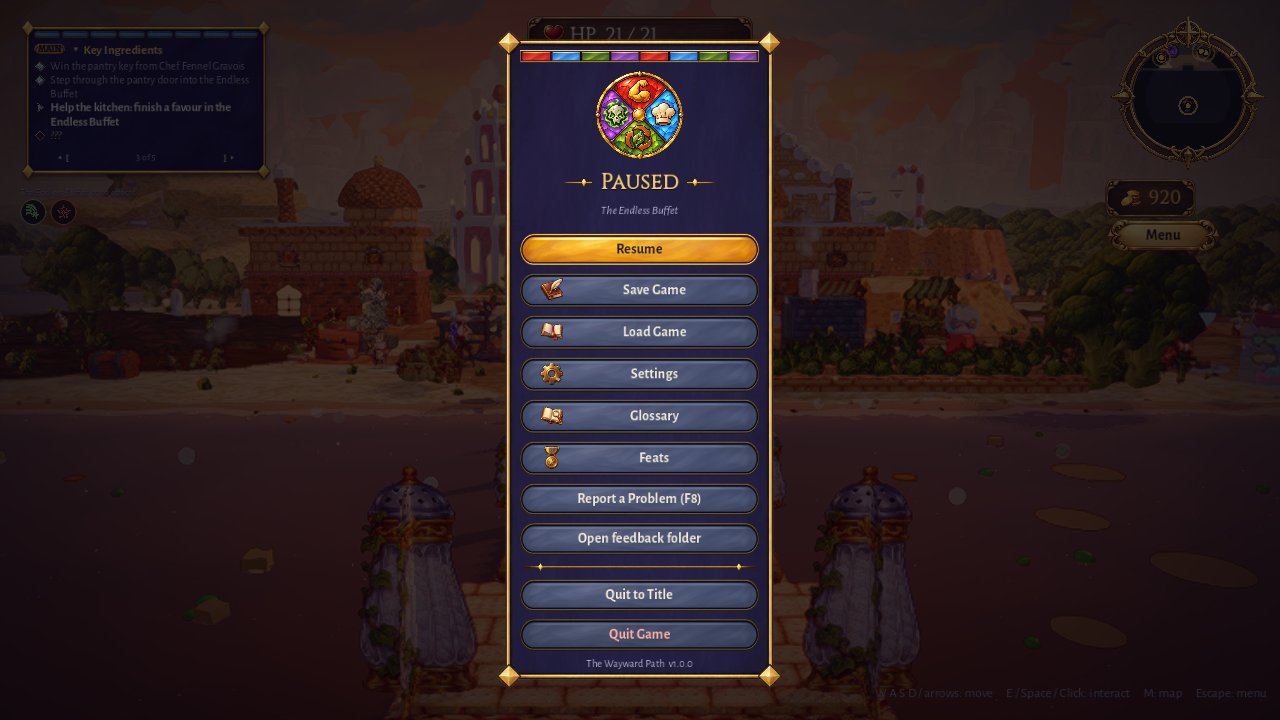 HP 21 / 21
MAIN ▾ Key Ingredients
Win the pantry key from Chef Fennel Gravois
Step through the pantry door into the Endless
Buffet
Help the kitchen: finish a favour in the
Endless Buffet
???
3 of 5
920
Menu
PAUSED
The Endless Buffet
Resume
Save Game
Load Game
Settings
Glossary
Feats
Report a Problem (F8)
Open feedback folder
Quit to Title
Quit Game
The Wayward Path v1.0.0
W A S D / arrows: move E / Space / Click: interact M: map Escape: menu